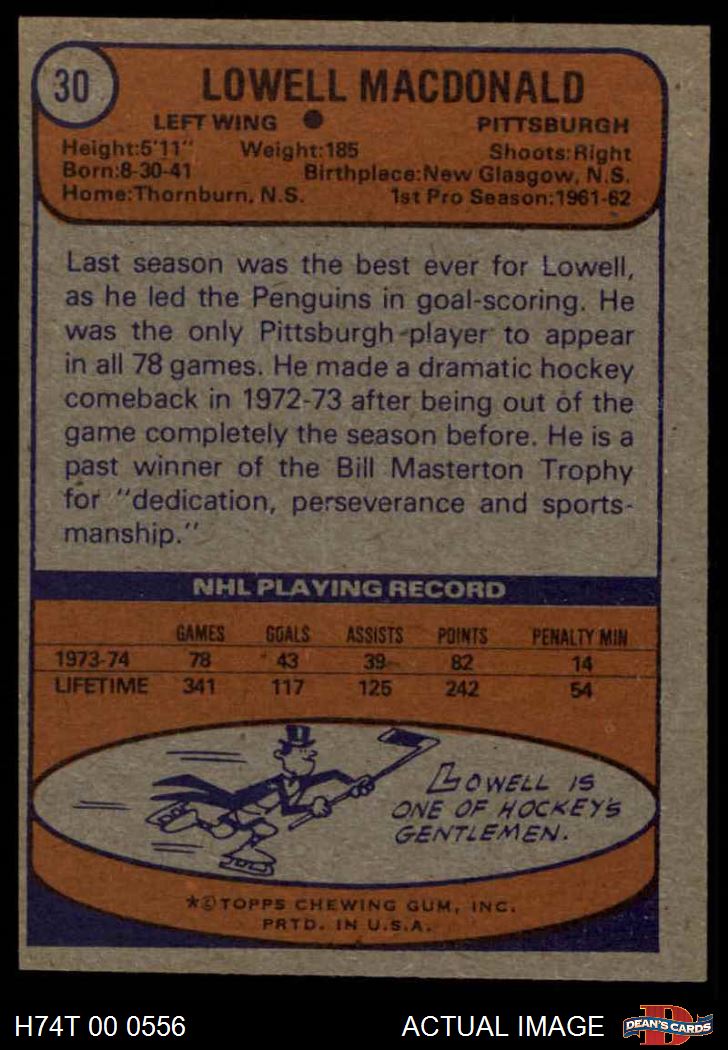 30
LOWELL MACDONALD
LEFT WING ● PITTSBURGH
Height:5'11" Weight:185 Shoots:Right
Born:8-30-41 Birthplace:New Glasgow, N.S.
Home:Thornburn, N.S. 1st Pro Season:1961-62
Last season was the best ever for Lowell,
as he led the Penguins in goal-scoring. He
was the only Pittsburgh player to appear
in all 78 games. He made a dramatic hockey
comeback in 1972-73 after being out of the
game completely the season before. He is a
past winner of the Bill Masterton Trophy
for "dedication, perseverance and sports-
manship."
NHL PLAYING RECORD
GAMES GOALS ASSISTS POINTS PENALTY MIN
1973-74 78 43 39 82 14
LIFETIME 341 117 125 242 54
LOWELL IS
ONE OF HOCKEY'S
GENTLEMEN.
*©TOPPS CHEWING GUM, INC.
PRTD. IN U.S.A.
H74T 00 0556 ACTUAL IMAGE DEAN'S CARDS